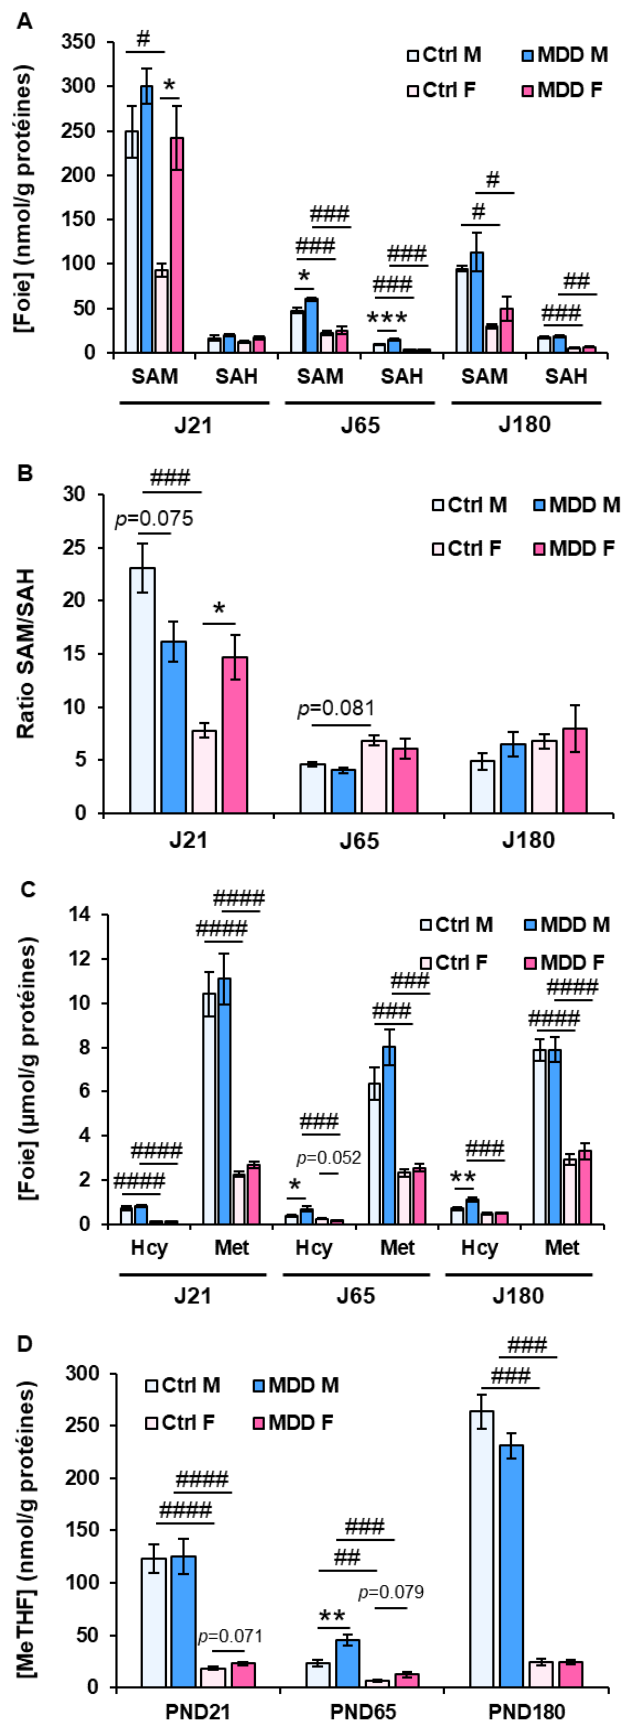 A
[Foie] (nmol/g protéines)
350
300
250
200
150
100
50
0
Ctrl M
MDD M
Ctrl F
MDD F
#
*
###
###
*
###
###
***
#
#
##
###
SAM SAH SAM SAH SAM SAH
J21 J65 J180
B
Ratio SAM/SAH
30
25
20
15
10
5
0
Ctrl M
MDD M
Ctrl F
MDD F
###
p=0.075
*
p=0.081
J21 J65 J180
C
[Foie] (µmol/g protéines)
14
12
10
8
6
4
2
0
Ctrl M
MDD M
Ctrl F
MDD F
####
####
####
####
###
p=0.052
*
###
###
###
**
####
####
Hcy Met Hcy Met Hcy Met
J21 J65 J180
D
[MeTHF] (nmol/g protéines)
300
250
200
150
100
50
0
Ctrl M
MDD M
Ctrl F
MDD F
####
####
p=0.071
###
##
p=0.079
**
###
###
PND21 PND65 PND180